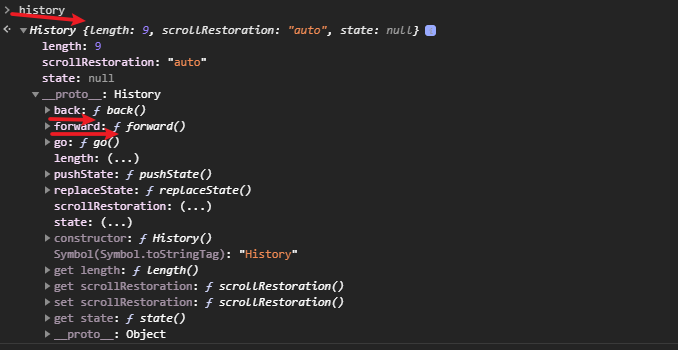 history
History {length: 9, scrollRestoration: "auto", state: null}
length: 9
scrollRestoration: "auto"
state: null
__proto__: History
back: ƒ back()
forward: ƒ forward()
go: ƒ go()
length: (...)
pushState: ƒ pushState()
replaceState: ƒ replaceState()
scrollRestoration: (...)
state: (...)
constructor: ƒ History()
Symbol(Symbol.toStringTag): "History"
get length: ƒ length()
get scrollRestoration: ƒ scrollRestoration()
set scrollRestoration: ƒ scrollRestoration()
get state: ƒ state()
__proto__: Object